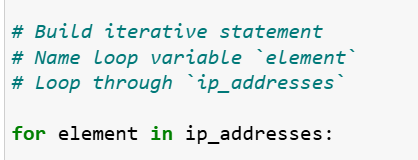 # Build iterative statement
# Name loop variable `element`
# Loop through `ip_addresses`
for element in ip_addresses: